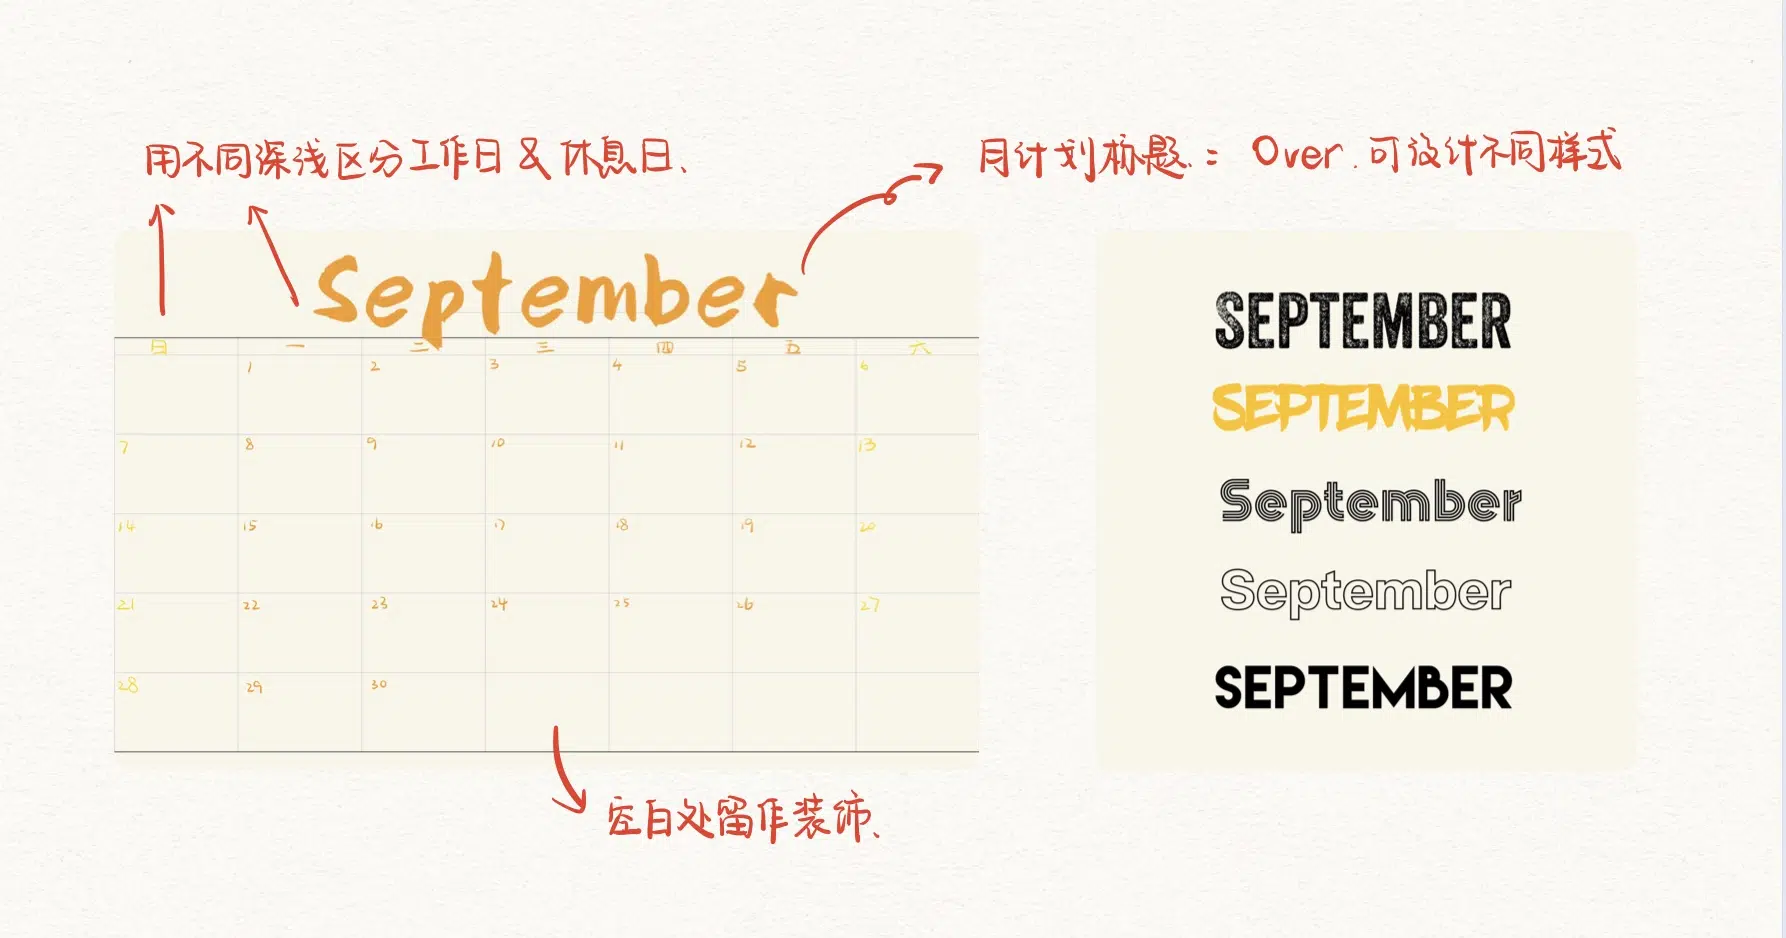 用不同深浅区分工作日 & 休息日、
月计划标题：Over.可设计不同样式
September
日 一 二 三 四 五 六
1 2 3 4 5 6
7 8 9 10 11 12 13
14 15 16 17 18 19 20
21 22 23 24 25 26 27
28 29 30
空白处留作装饰、
SEPTEMBER
SEPTEMBER
September
September
SEPTEMBER